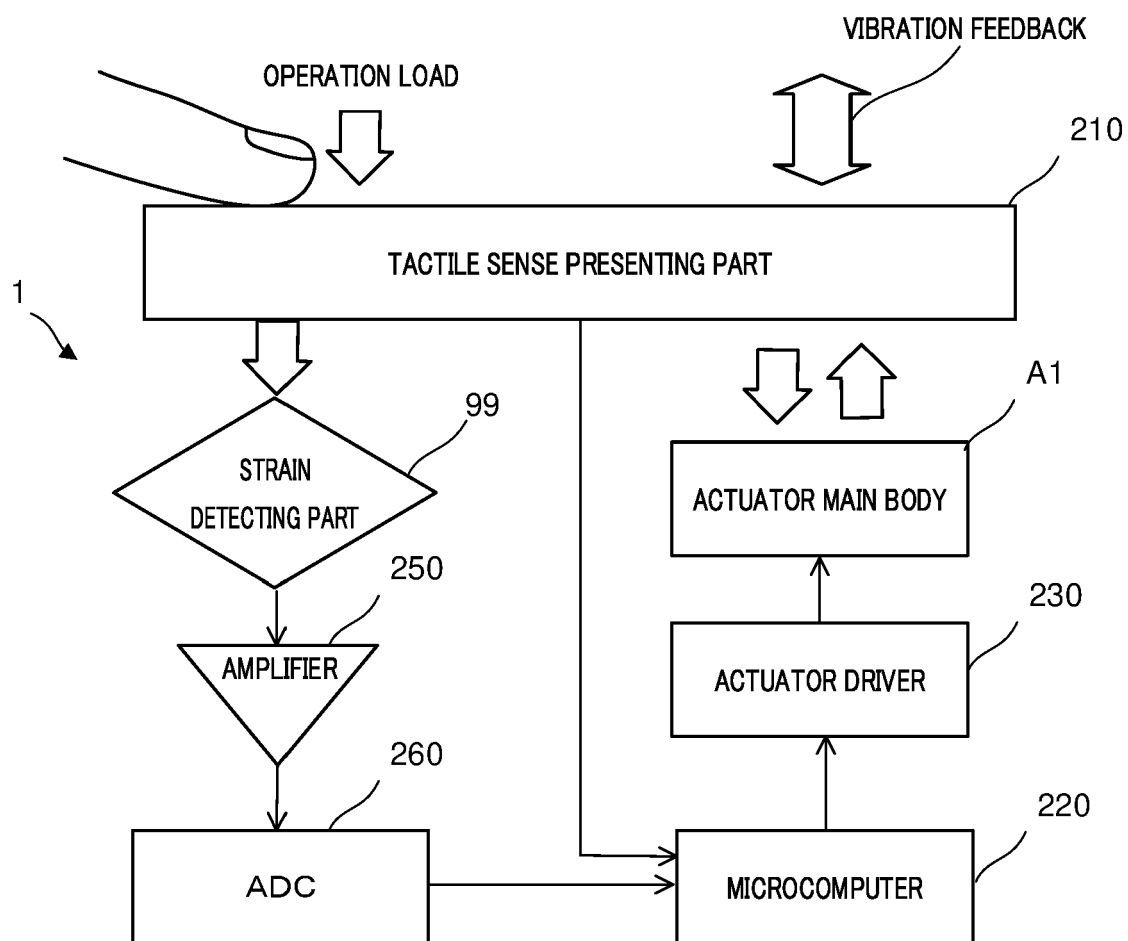 VIBRATION FEEDBACK
OPERATION LOAD
210
TACTILE SENSE PRESENTING PART
1
A1
99
STRAIN
DETECTING PART
ACTUATOR MAIN BODY
250
230
AMPLIFIER
ACTUATOR DRIVER
260
220
ADC
MICROCOMPUTER